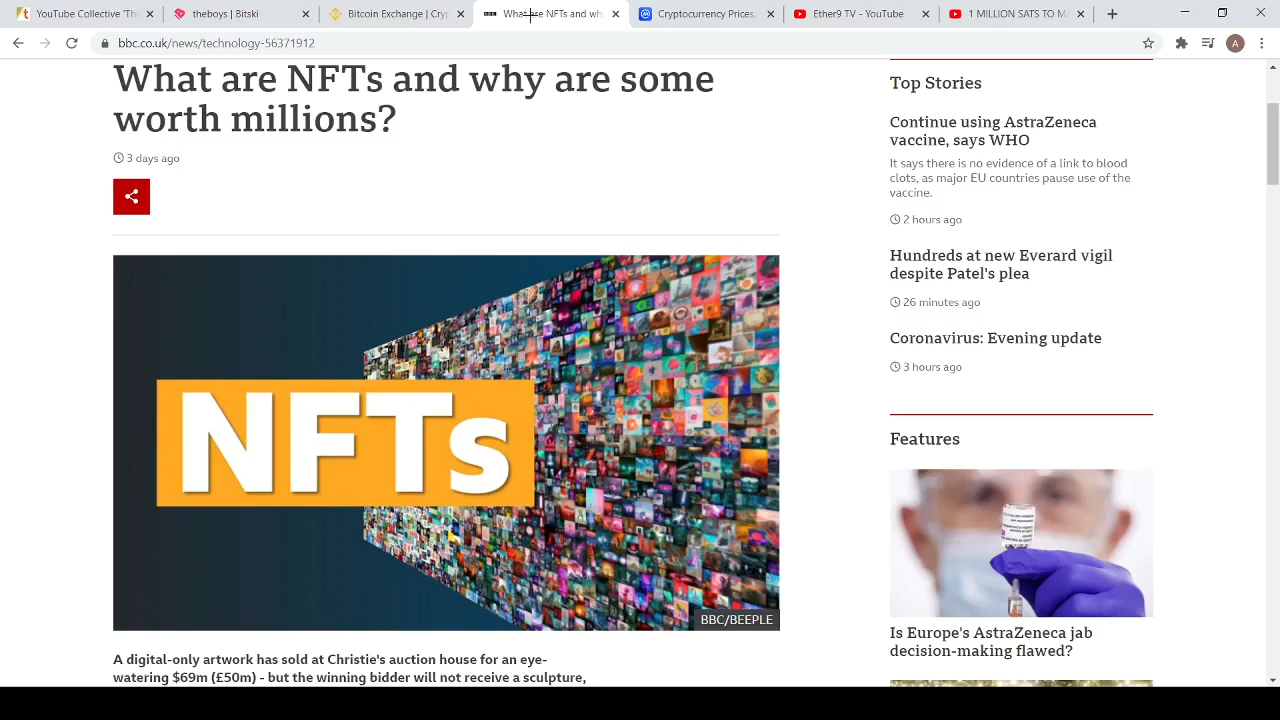 YouTube Collective 'Th
theboys | Bitski
Bitcoin Exchange | Cryp
What are NFTs and why
Cryptocurrency Prices,
Ether9 TV - YouTube
1 MILLION SATS TO MA
bbc.co.uk/news/technology-56371912
A
What are NFTs and why are some
worth millions?
3 days ago
NFTs
BBC/BEEPLE
A digital-only artwork has sold at Christie's auction house for an eye-
watering $69m (£50m) - but the winning bidder will not receive a sculpture,
Top Stories
Continue using AstraZeneca
vaccine, says WHO
It says there is no evidence of a link to blood
clots, as major EU countries pause use of the
vaccine.
2 hours ago
Hundreds at new Everard vigil
despite Patel's plea
26 minutes ago
Coronavirus: Evening update
3 hours ago
Features
Is Europe's AstraZeneca jab
decision-making flawed?